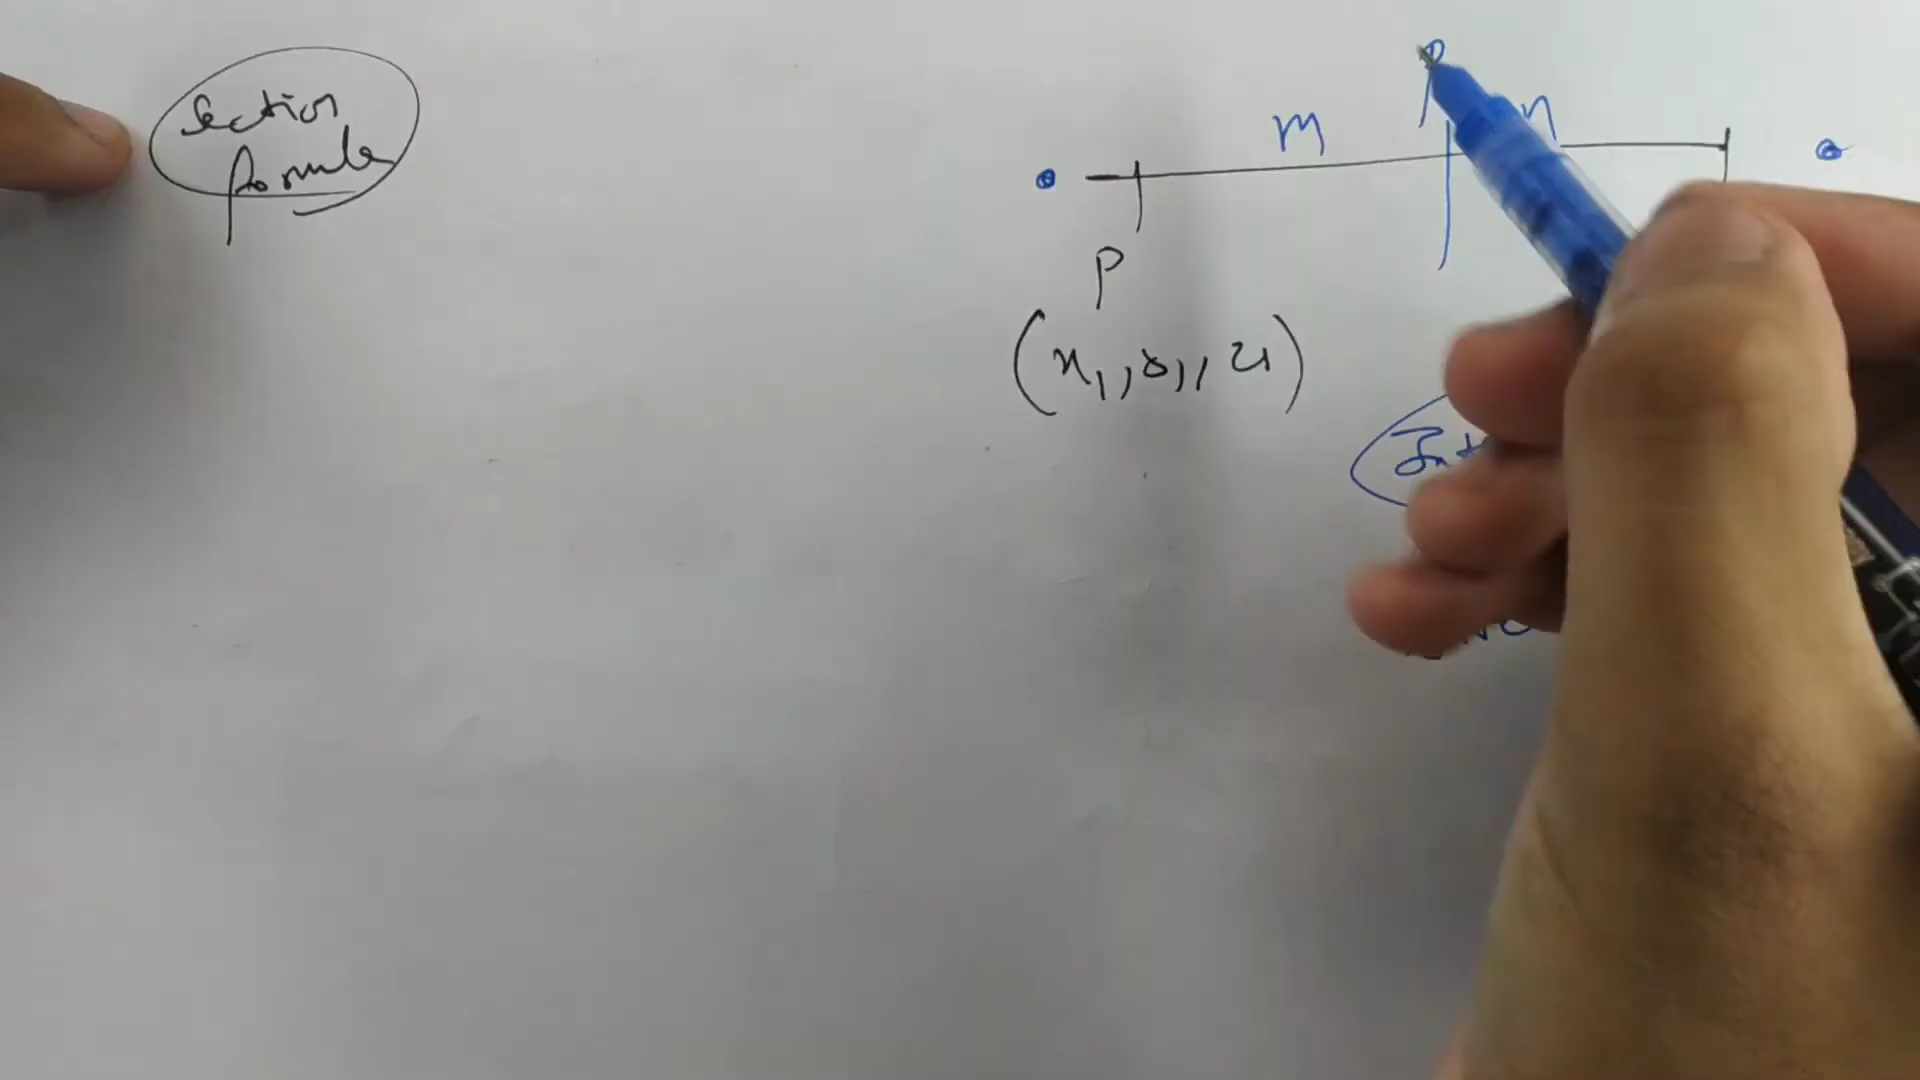 Section
formula
m n
P
(x₁, y₁, z₁)